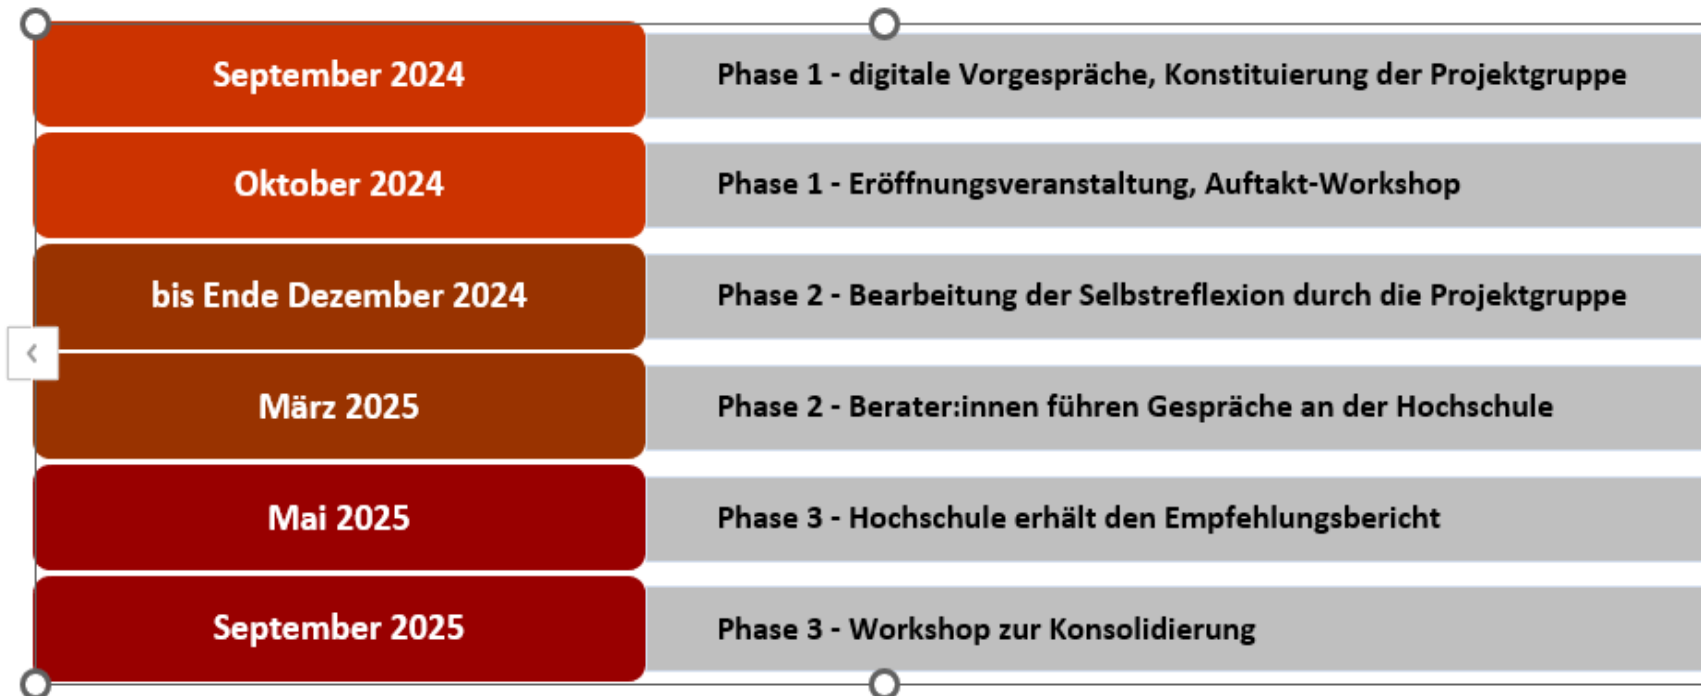 September 2024
Phase 1 - digitale Vorgespräche, Konstituierung der Projektgruppe
Oktober 2024
Phase 1 - Eröffnungsveranstaltung, Auftakt-Workshop
bis Ende Dezember 2024
Phase 2 - Bearbeitung der Selbstreflexion durch die Projektgruppe
März 2025
Phase 2 - Berater:innen führen Gespräche an der Hochschule
Mai 2025
Phase 3 - Hochschule erhält den Empfehlungsbericht
September 2025
Phase 3 - Workshop zur Konsolidierung